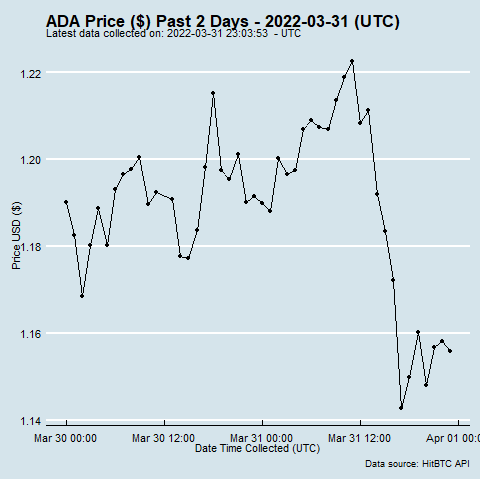 ADA Price ($) Past 2 Days - 2022-03-31 (UTC)
Latest data collected on: 2022-03-31 23:03:53 - UTC
1.22
1.20
1.18
1.16
1.14
Price USD ($)
Mar 30 00:00 Mar 30 12:00 Mar 31 00:00 Mar 31 12:00 Apr 01 00:00
Date Time Collected (UTC)
Data source: HitBTC API